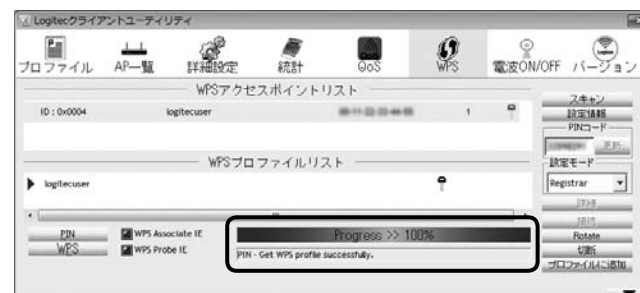 Logitecクライアントユーティリティ
プロファイル AP一覧 詳細設定 統計 QoS WPS 電波ON/OFF バージョン
WPSアクセスポイントリスト
ID : 0x0004 logitecuser 1
WPSプロファイルリスト
logitecuser
PIN
WPS Associate IE
Progress >> 100%
WPS
WPS Probe IE
PIN - Get WPS profile successfully.
スキャン
設定情報
PINコード
更新
設定モード
Registrar
詳細
接続
Rotate
切断
プロファイルに追加